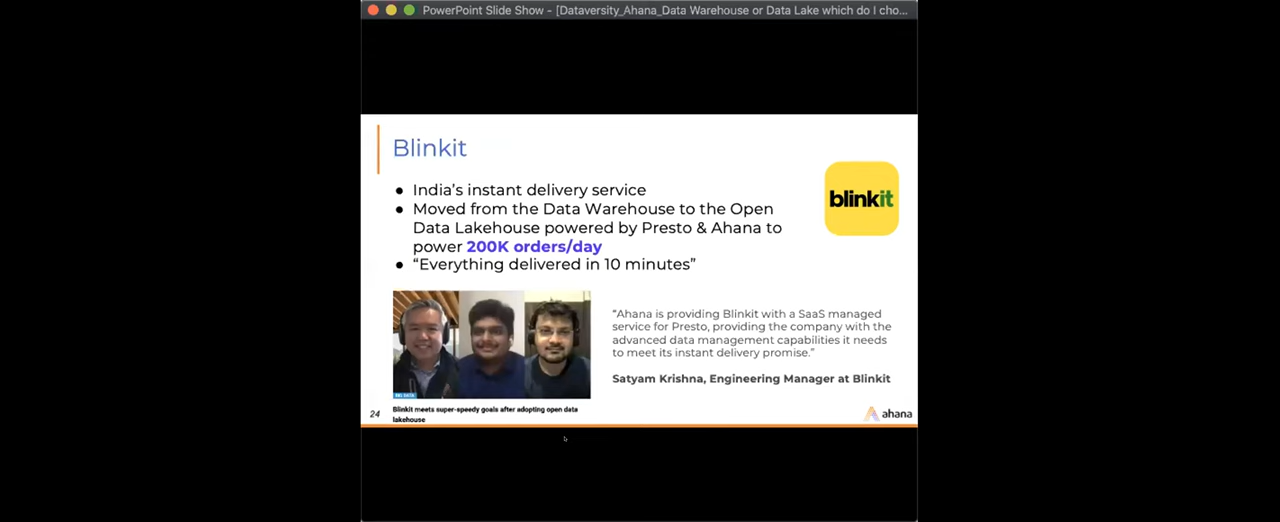 PowerPoint Slide Show - [Dataversity_Ahana_Data Warehouse or Data Lake which do I cho...
Blinkit
● India's instant delivery service
● Moved from the Data Warehouse to the Open
Data Lakehouse powered by Presto & Ahana to
power 200K orders/day
● “Everything delivered in 10 minutes”
blinkit
BIG DATA
Blinkit meets super-speedy goals after adopting open data
lakehouse
“Ahana is providing Blinkit with a SaaS managed
service for Presto, providing the company with the
advanced data management capabilities it needs
to meet its instant delivery promise.”
Satyam Krishna, Engineering Manager at Blinkit
24
ahana